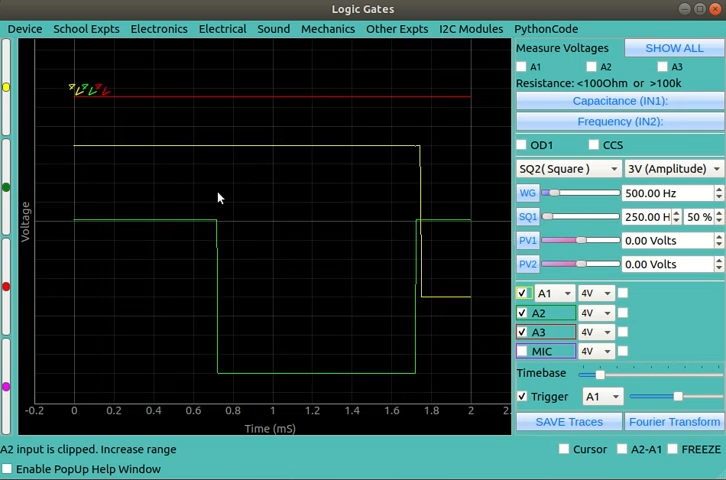 Logic Gates
Device School Expts Electronics Electrical Sound Mechanics Other Expts I2C Modules PythonCode
Measure Voltages SHOW ALL
A1 A2 A3
Resistance: <100Ohm or >100k
Capacitance (IN1):
Frequency (IN2):
OD1 CCS
SQ2( Square ) 3V (Amplitude)
WG 500.00 Hz
SQ1 250.00 H 50 %
PV1 0.00 Volts
PV2 0.00 Volts
A1 4V
A2 4V
A3 4V
MIC 4V
Timebase
Trigger A1
SAVE Traces Fourier Transform
Voltage
-0.2 0 0.2 0.4 0.6 0.8 1 1.2 1.4 1.6 1.8 2 2.
Time (mS)
A2 input is clipped. Increase range
Cursor A2-A1 FREEZE
Enable PopUp Help Window